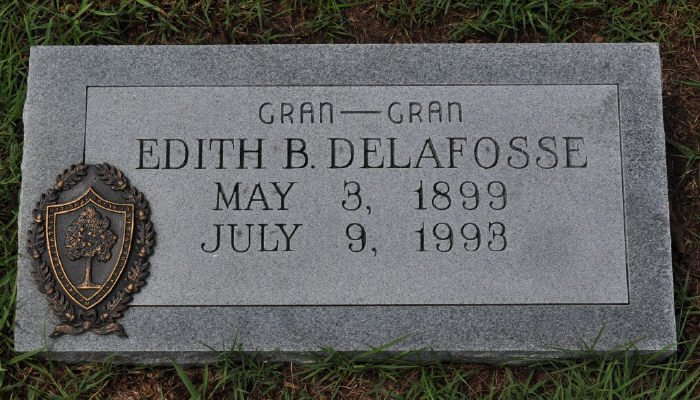 GRAN—GRAN
EDITH B. DELAFOSSE
MAY 3, 1899
JULY 9, 1993